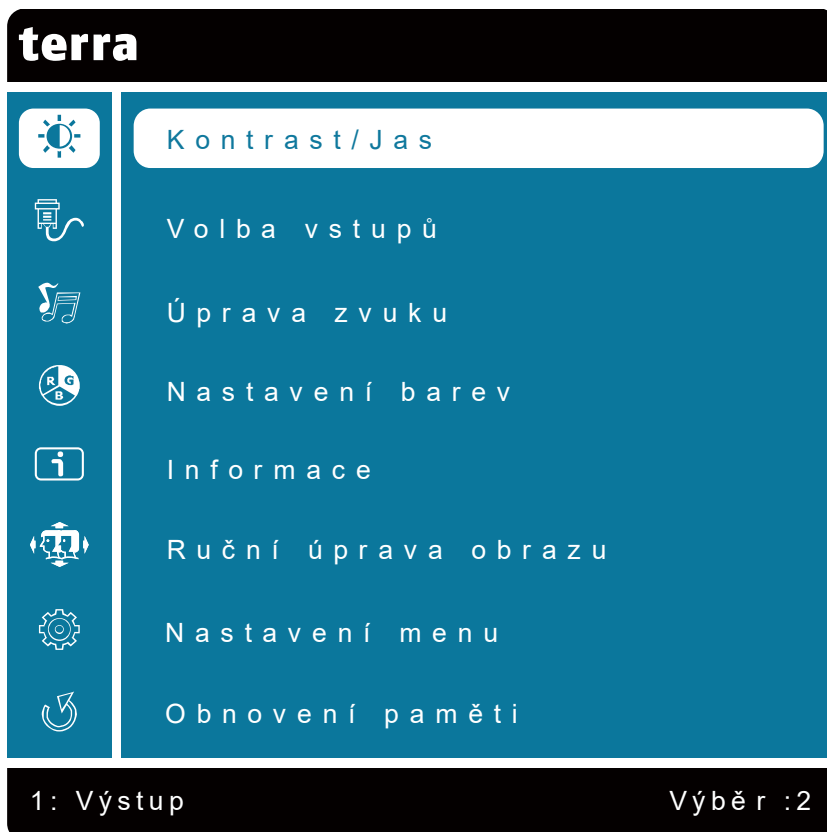 terra
Kontrast/Jas
Volba vstupů
Úprava zvuku
R G
B
Nastavení barev
i
Informace
Ruční úprava obrazu
Nastavení menu
Obnovení paměti
1: Výstup Výběr :2